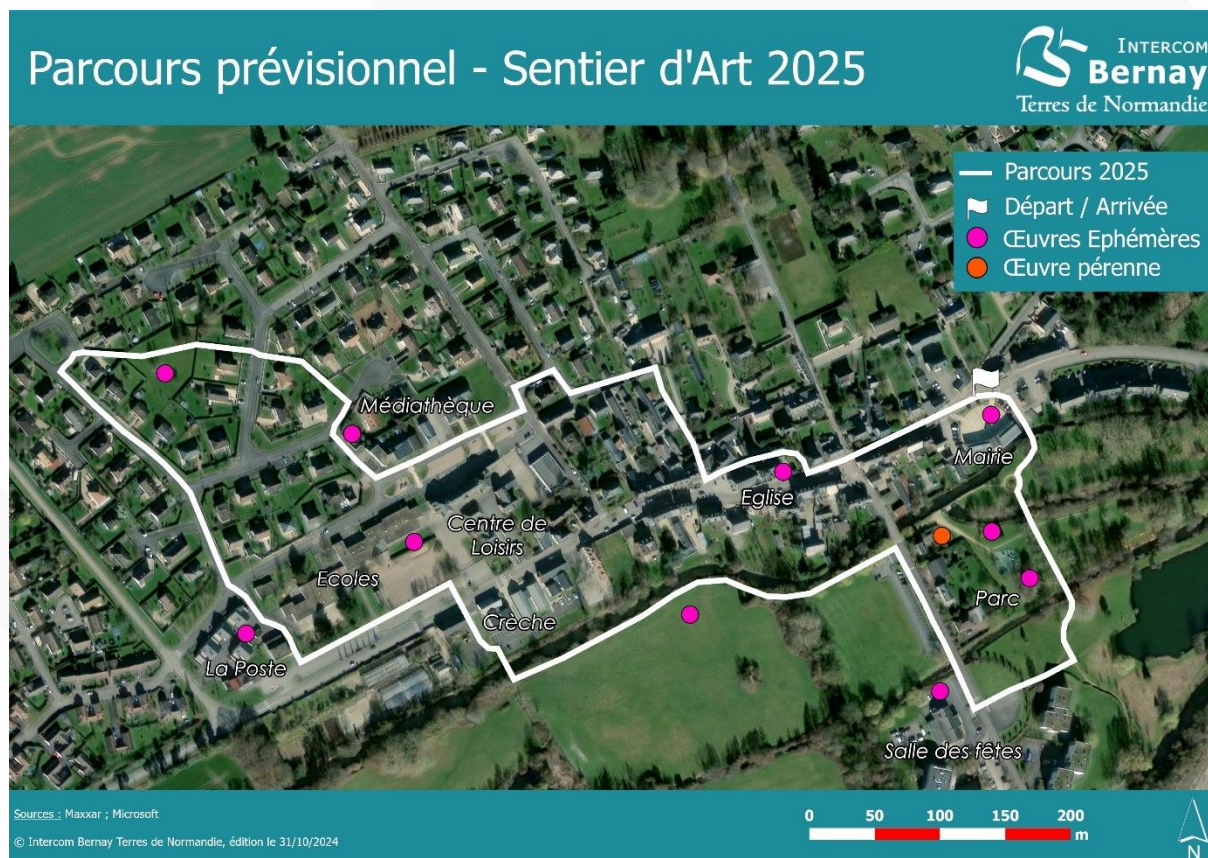 Parcours prévisionnel - Sentier d'Art 2025
INTERCOM
Bernay
Terres de Normandie
Parcours 2025
Départ / Arrivée
Œuvres Ephémères
Œuvre pérenne
Médiathèque
Mairie
Eglise
Centre de
Loisirs
Ecoles
Parc
Crèche
La Poste
Salle des fêtes
Sources : Maxxar ; Microsoft
© Intercom Bernay Terres de Normandie, édition le 31/10/2024
0 50 100 150 200
m
N